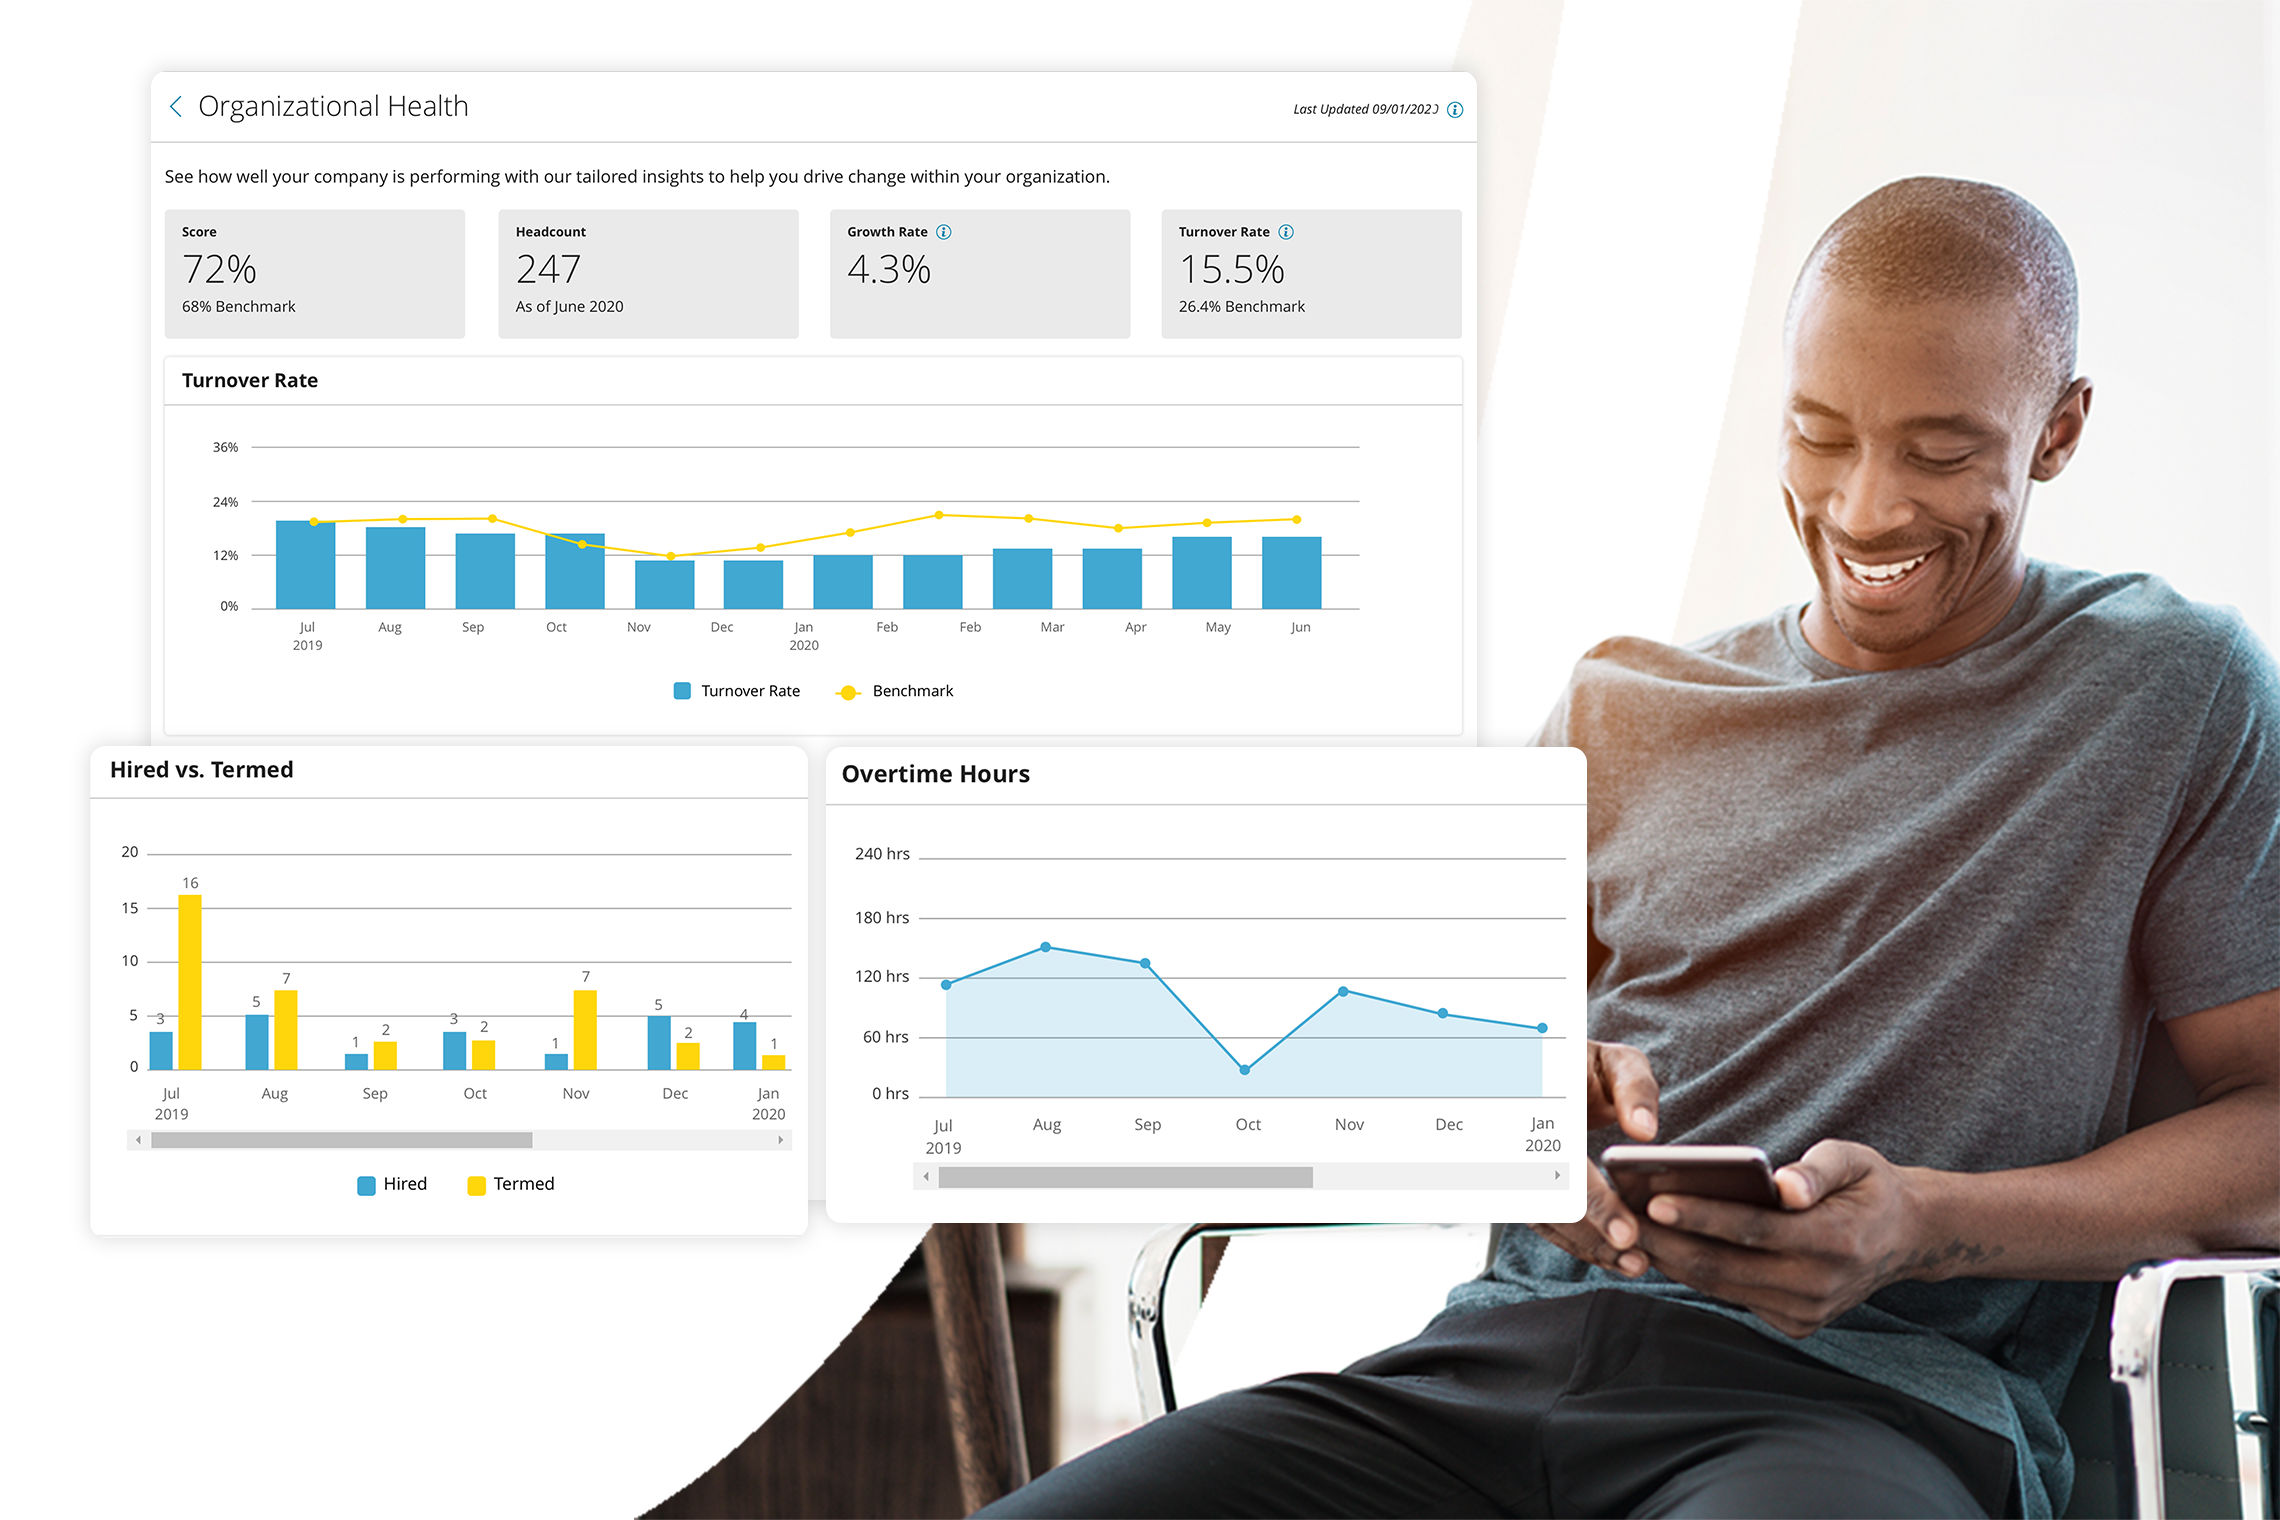 Organizational Health
Last Updated 09/01/2020
See how well your company is performing with our tailored insights to help you drive change within your organization.
Score
72%
68% Benchmark
Headcount
247
As of June 2020
Growth Rate
4.3%
Turnover Rate
15.5%
26.4% Benchmark
Turnover Rate
36%
24%
12%
0%
Jul Aug Sep Oct Nov Dec Jan Feb Feb Mar Apr May Jun
2019 2020
Turnover Rate Benchmark
Hired vs. Termed
20
15
10
5
0
3 16 5 7 1 2 3 2 1 7 5 2 4 1
Jul Aug Sep Oct Nov Dec Jan
2019 2020
Hired Termed
Overtime Hours
240 hrs
180 hrs
120 hrs
60 hrs
0 hrs
Jul Aug Sep Oct Nov Dec Jan
2019 2020